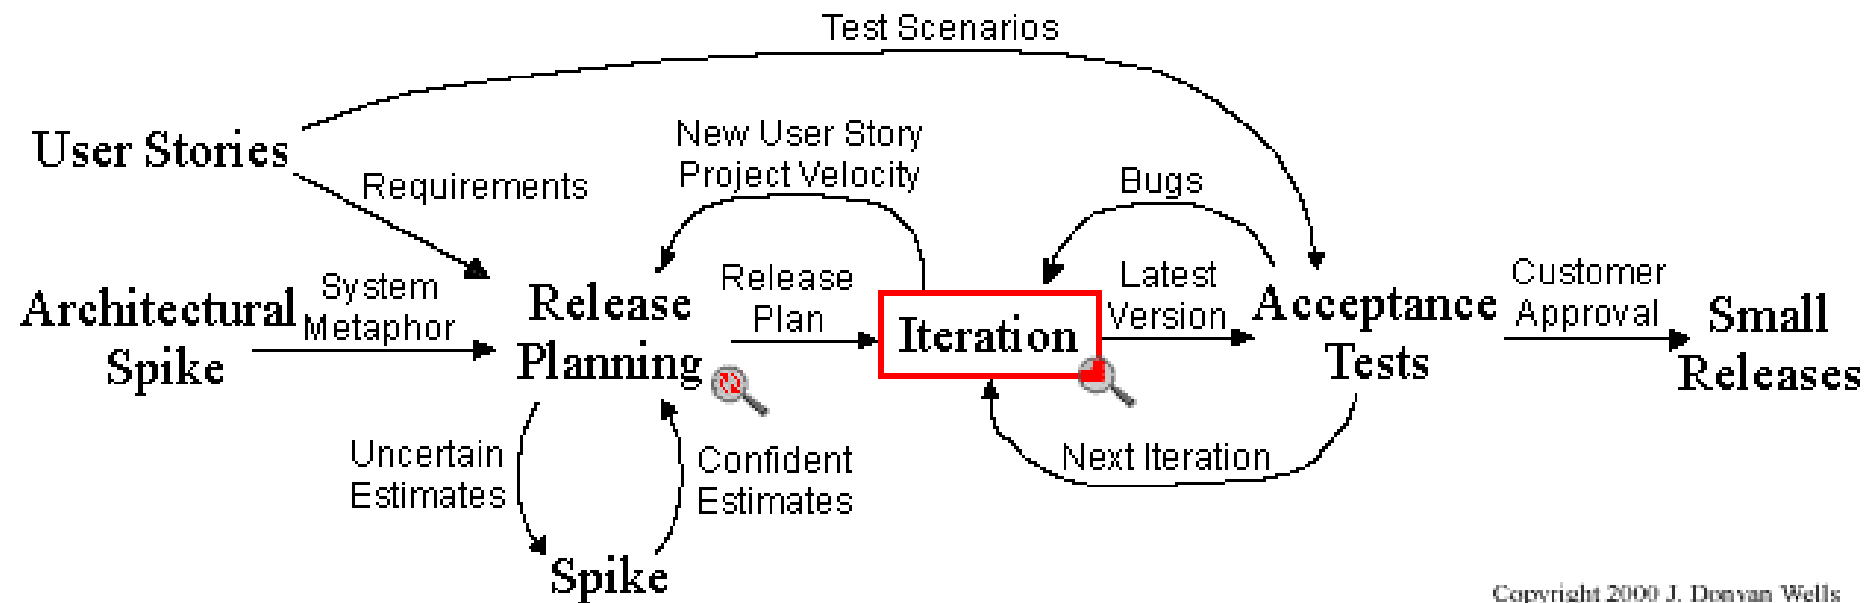 Test Scenarios
User Stories
New User Story
Project Velocity
Requirements
Bugs
Architectural
Spike
System
Metaphor
Release
Planning
Release
Plan
Iteration
Latest
Version
Acceptance
Tests
Customer
Approval
Small
Releases
Uncertain
Estimates
Confident
Estimates
Next Iteration
Spike
Copyright 2000 J. Donvan Wells